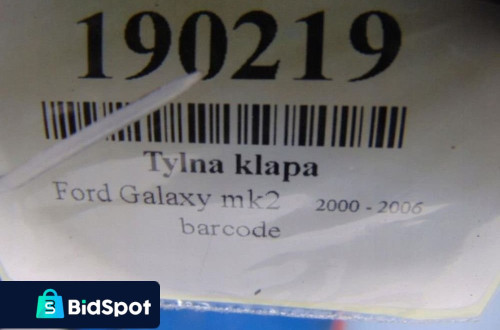 190219
Tylna klapa
Ford Galaxy mk2 2000 - 2006
barcode
BidSpot